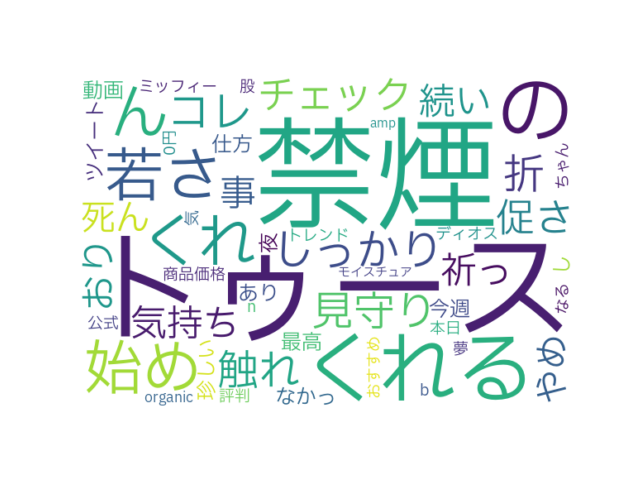 動画
ミッフィー
股
チェック
続い
の
ツイート
ん
コレ
0円
仕方
amp
禁煙
若さ
事
折
ちゃん
死ん
くれ
夜
トレンド
しっかり
ディオス
促さ
おり
トゥース
商品価格
モイスチュア
祈っ
し
なる
公式
気持ち
あり
n
見守り
今週
本日
始め
珍しい
触れ
最高
くれる
おすすめ
夢
やめ
organic
評判
なかっ
b